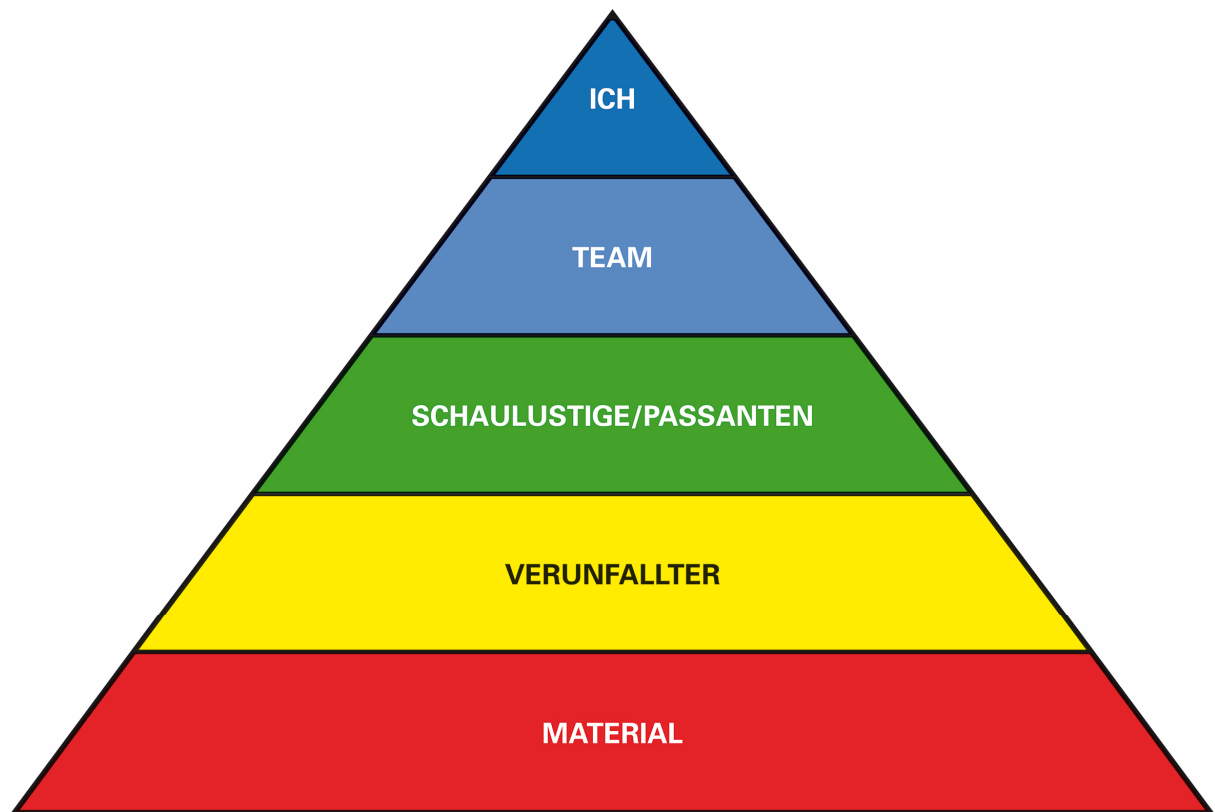 ICH
TEAM
SCHAULUSTIGE/PASSANTEN
VERUNFALLTER
MATERIAL